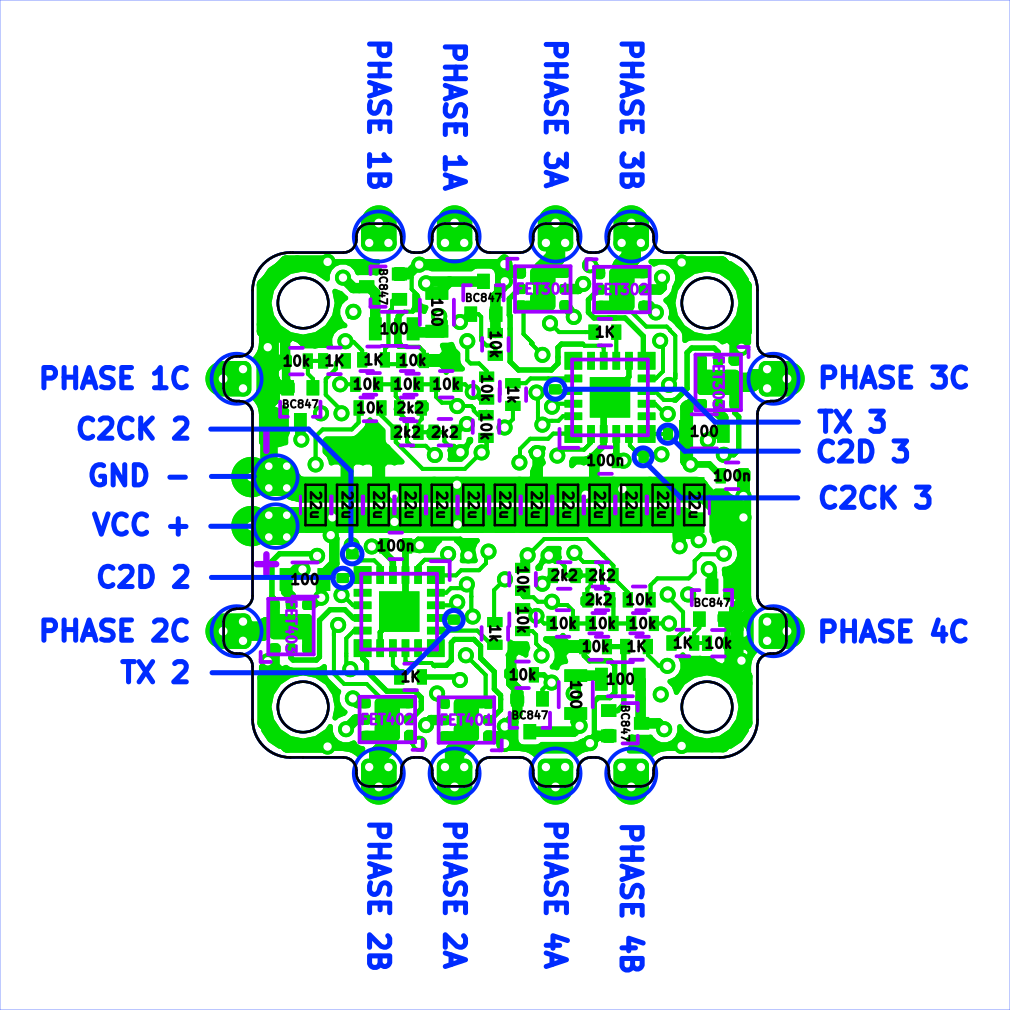 PHASE 1B
PHASE 1A
PHASE 3A
PHASE 3B
BC847
BC847
FET301
FET302
100
100
1K
10k
10k
1K
1K
10k
FET303
10k
10k
10k
10k
1k
BC847
10k
2k2
10k
2k2
2k2
100
100n
100n
PHASE 1C
C2CK 2
GND -
VCC +
C2D 2
PHASE 2C
TX 2
PHASE 3C
TX 3
C2D 3
C2CK 3
PHASE 4C
-
22u
22u
22u
22u
22u
22u
22u
22u
22u
22u
22u
22u
22u
+
100n
100
10k
2k2
2k2
2k2
10k
BC847
FET403
10k
10k
10k
10k
1k
10k
1K
1K
10k
1K
10k
100
100
FET402
FET401
BC847
BC847
PHASE 2B
PHASE 2A
PHASE 4A
PHASE 4B